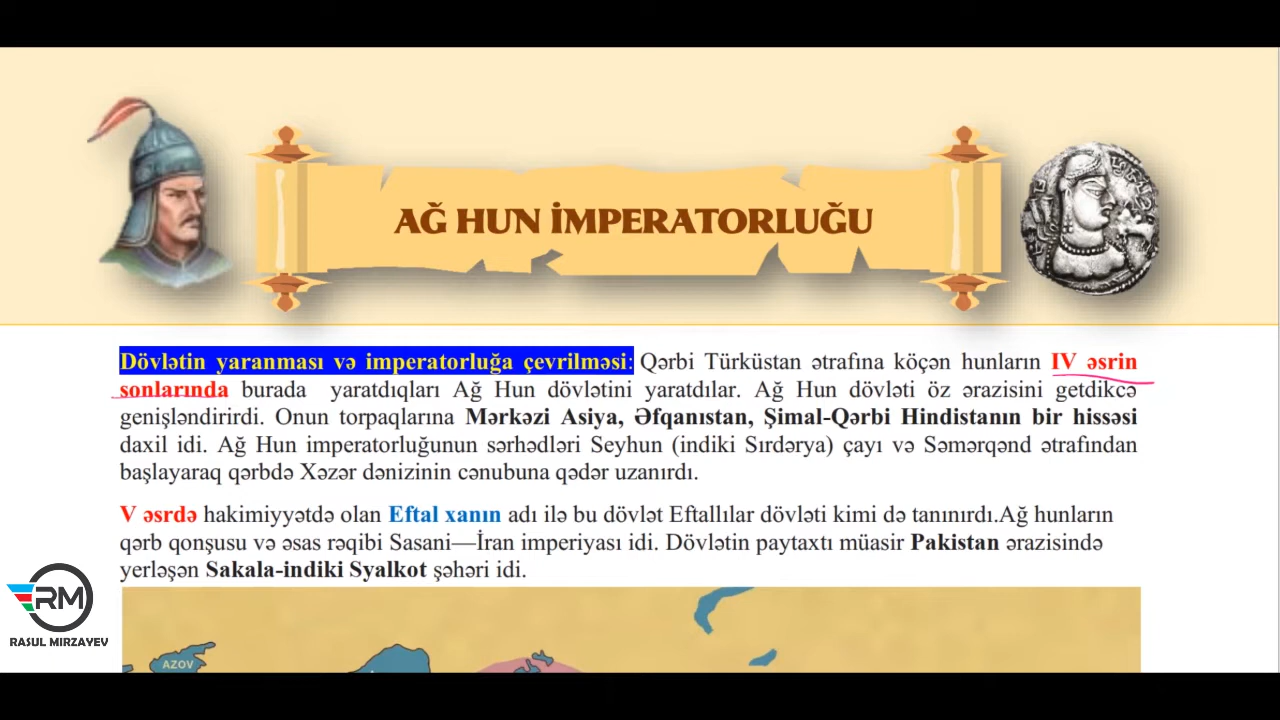 AĞ HUN İMPERATORLUĞU
Dövlətin yaranması və imperatorluğa çevrilməsi: Qərbi Türküstan ətrafına köçən hunların IV əsrin
sonlarında burada yaratdıqları Ağ Hun dövlətini yaratdılar. Ağ Hun dövləti öz ərazisini getdikcə
genişləndirirdi. Onun torpaqlarına Mərkəzi Asiya, Əfqanıstan, Şimal-Qərbi Hindistanın bir hissəsi
daxil idi. Ağ Hun imperatorluğunun sərhədləri Seyhun (indiki Sırdərya) çayı və Səmərqənd ətrafından
başlayaraq qərbdə Xəzər dənizinin cənubuna qədər uzanırdı.
V əsrdə hakimiyyətdə olan Eftal xanın adı ilə bu dövlət Eftallılar dövləti kimi də tanınırdı.Ağ hunların
qərb qonşusu və əsas rəqibi Sasani—İran imperiyası idi. Dövlətin paytaxtı müasir Pakistan ərazisində
yerləşən Sakala-indiki Syalkot şəhəri idi.
RM
RASUL MIRZAYEV
AZOV